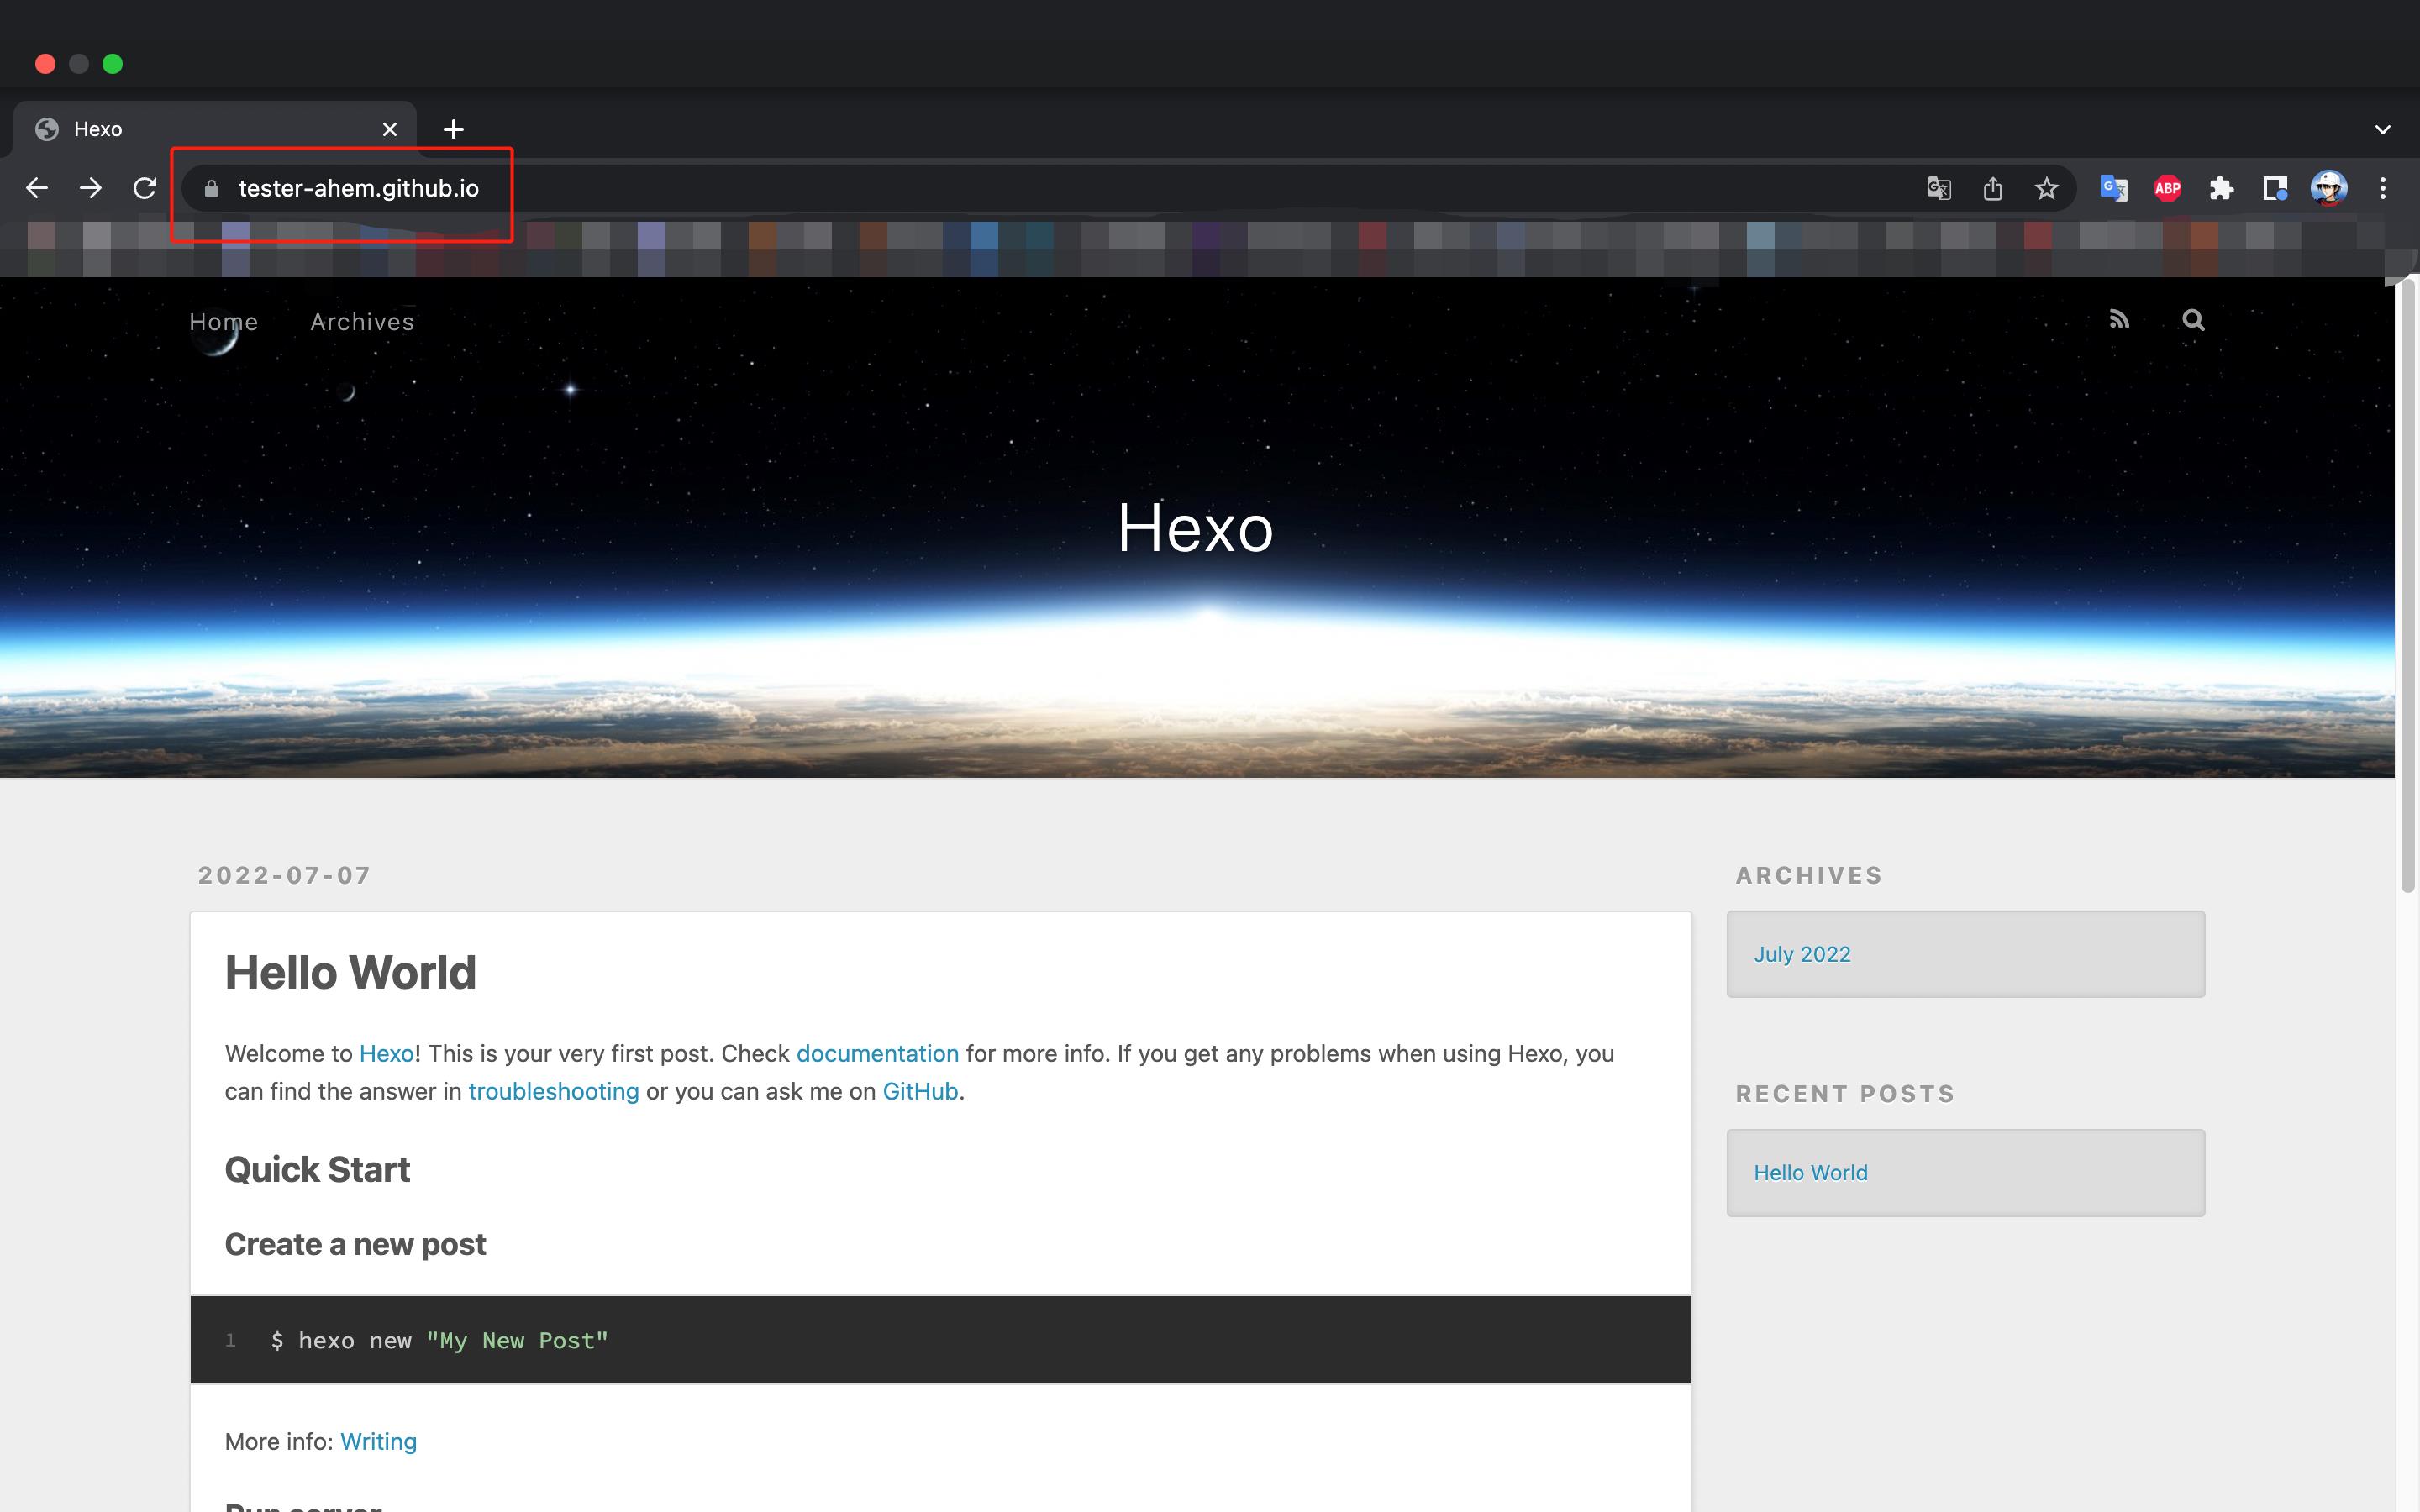 Hexo
tester-ahem.github.io
ABP
Home
Archives
Hexo
2022-07-07
Hello World
Welcome to Hexo! This is your very first post. Check documentation for more info. If you get any problems when using Hexo, you
can find the answer in troubleshooting or you can ask me on GitHub.
Quick Start
Create a new post
1 $ hexo new "My New Post"
More info: Writing
Run server
ARCHIVES
July 2022
RECENT POSTS
Hello World